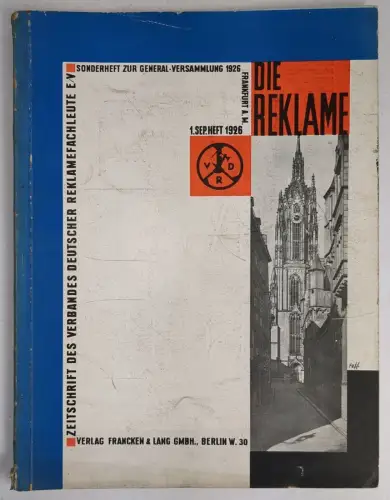 SONDERHEFT ZUR GENERAL-VERSAMMLUNG 1926
FRANKFURT A. M.
DIE
REKLAME
1. SEP. HEFT 1926
V D
R
ZEITSCHRIFT DES VERBANDES DEUTSCHER REKLAMEFACHLEUTE E.V.
VERLAG FRANCKEN & LANG GMBH., BERLIN W. 30